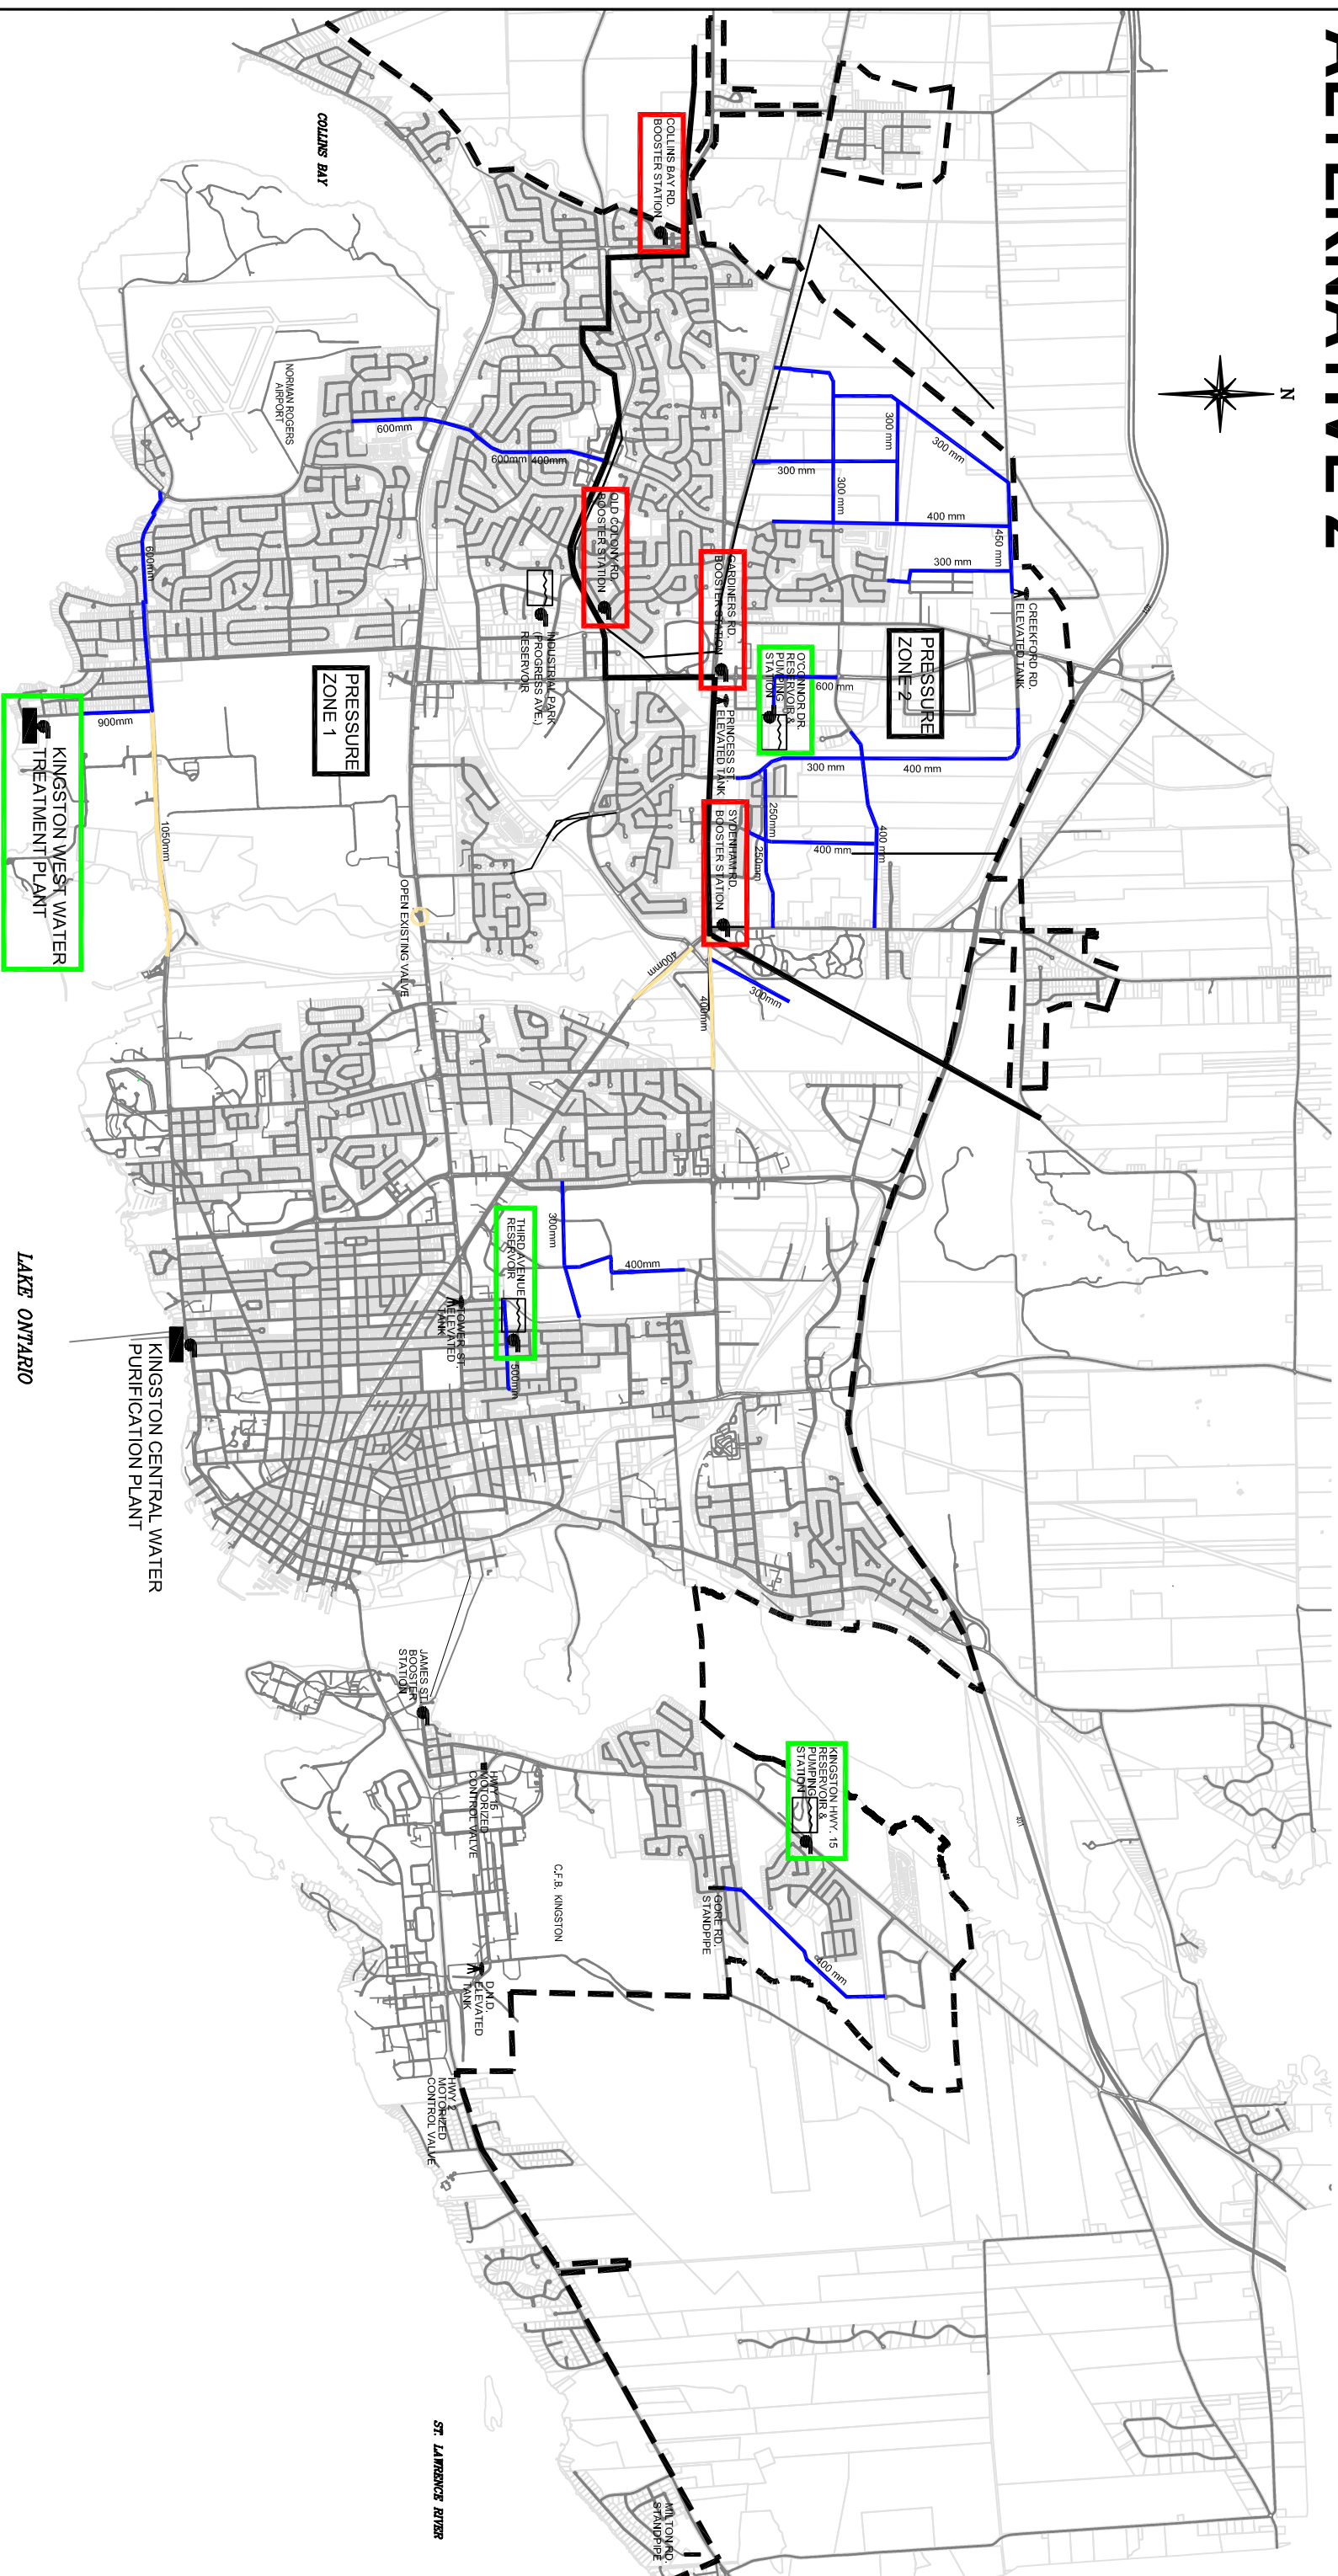 ALTERNATIVE 2
N
COLLINS BAY
COLLINS BAY RD.
BOOSTER STATION
NORMAN ROGERS
AIRPORT
600mm
600mm
400mm
300 mm
300 mm
300 mm
300 mm
400 mm
450 mm
300 mm
OLD COLONY RD.
BOOSTER STATION
GARDINERS RD.
BOOSTER STATION
CREEKFORD RD.
ELEVATED TANK
401
600mm
INDUSTRIAL PARK
(PROGRESS AVE.)
RESERVOIR
O'CONNOR DR.
RESERVOIR &
PUMPING
STATION
600 mm
PRESSURE
ZONE 2
PRESSURE
ZONE 1
PRINCESS ST.
ELEVATED TANK
900mm
KINGSTON WEST WATER
TREATMENT PLANT
1050mm
300 mm
400 mm
250mm
250mm
400 mm
400 mm
SYDENHAM RD.
BOOSTER STATION
OPEN EXISTING VALVE
400mm
400mm
300mm
THIRD AVENUE
RESERVOIR
300mm
400mm
500mm
TOWER ST.
ELEVATED
TANK
LAKE ONTARIO
KINGSTON CENTRAL WATER
PURIFICATION PLANT
JAMES ST.
BOOSTER
STATION
HWY 15
MOTORIZED
CONTROL VALVE
KINGSTON HWY. 15
RESERVOIR &
PUMPING
STATION
401
C.F.B. KINGSTON
GORE RD.
STANDPIPE
400 mm
D.N.D.
ELEVATED
TANK
HWY 2
MOTORIZED
CONTROL VALVE
ST. LAWRENCE RIVER
MILTON RD.
STANDPIPE